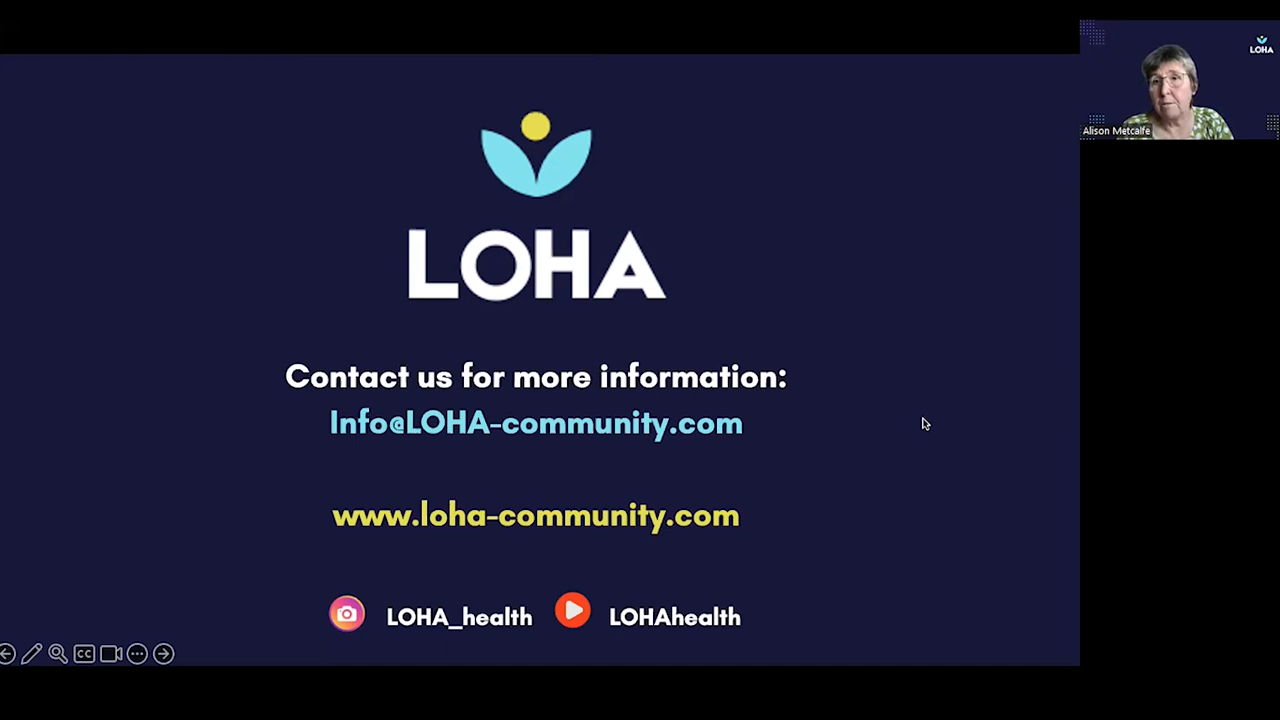 LOHA
Contact us for more information:
Info@LOHA-community.com
www.loha-community.com
LOHA_health
LOHAhealth
CC
LOHA
Alison Metcalfe